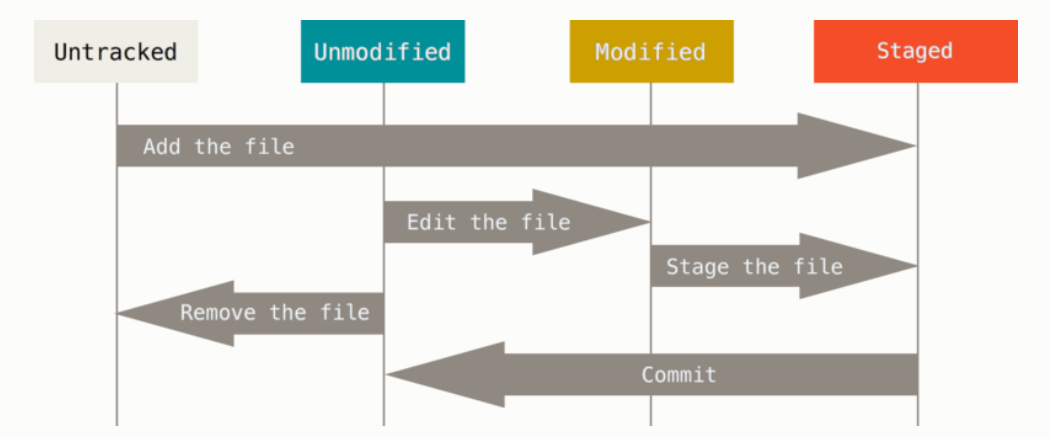 Untracked
Unmodified
Modified
Staged
Add the file
Edit the file
Stage the file
Remove the file
Commit